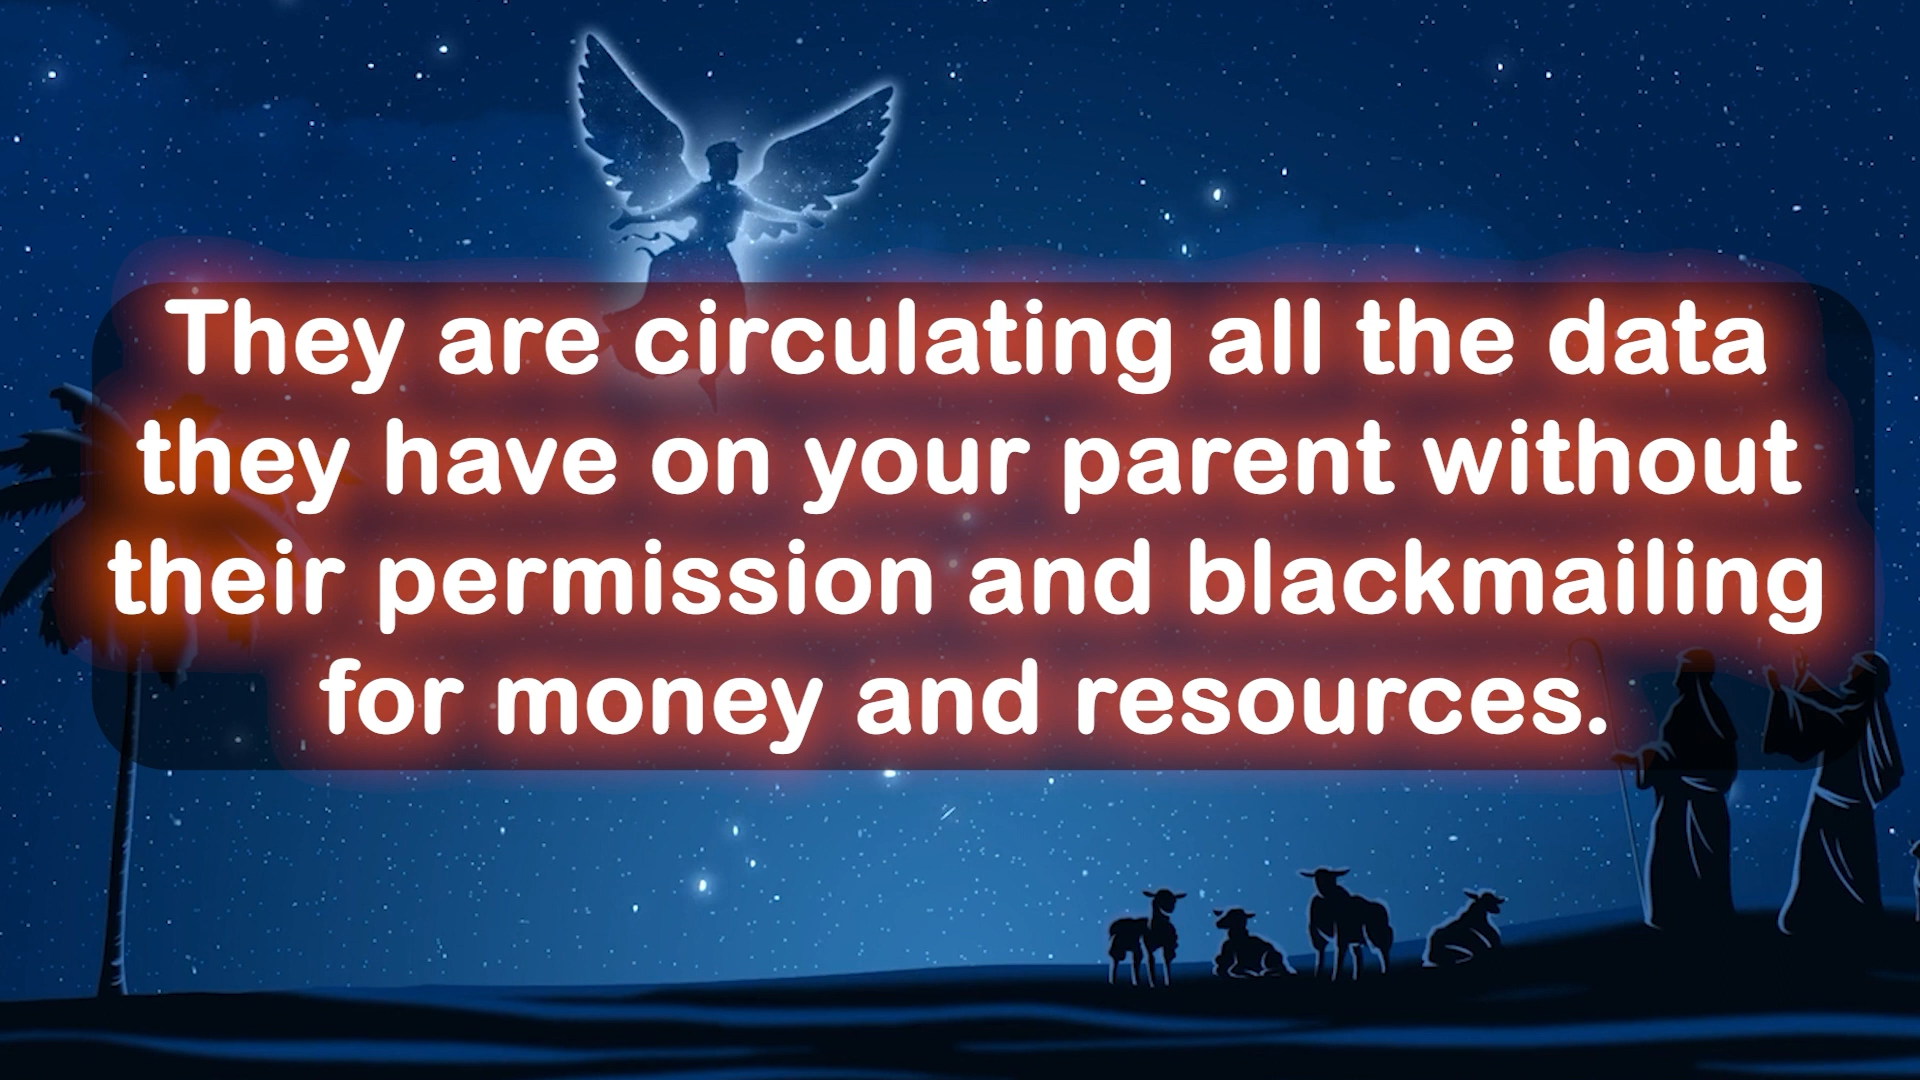 They are circulating all the data
they have on your parent without
their permission and blackmailing
for money and resources.